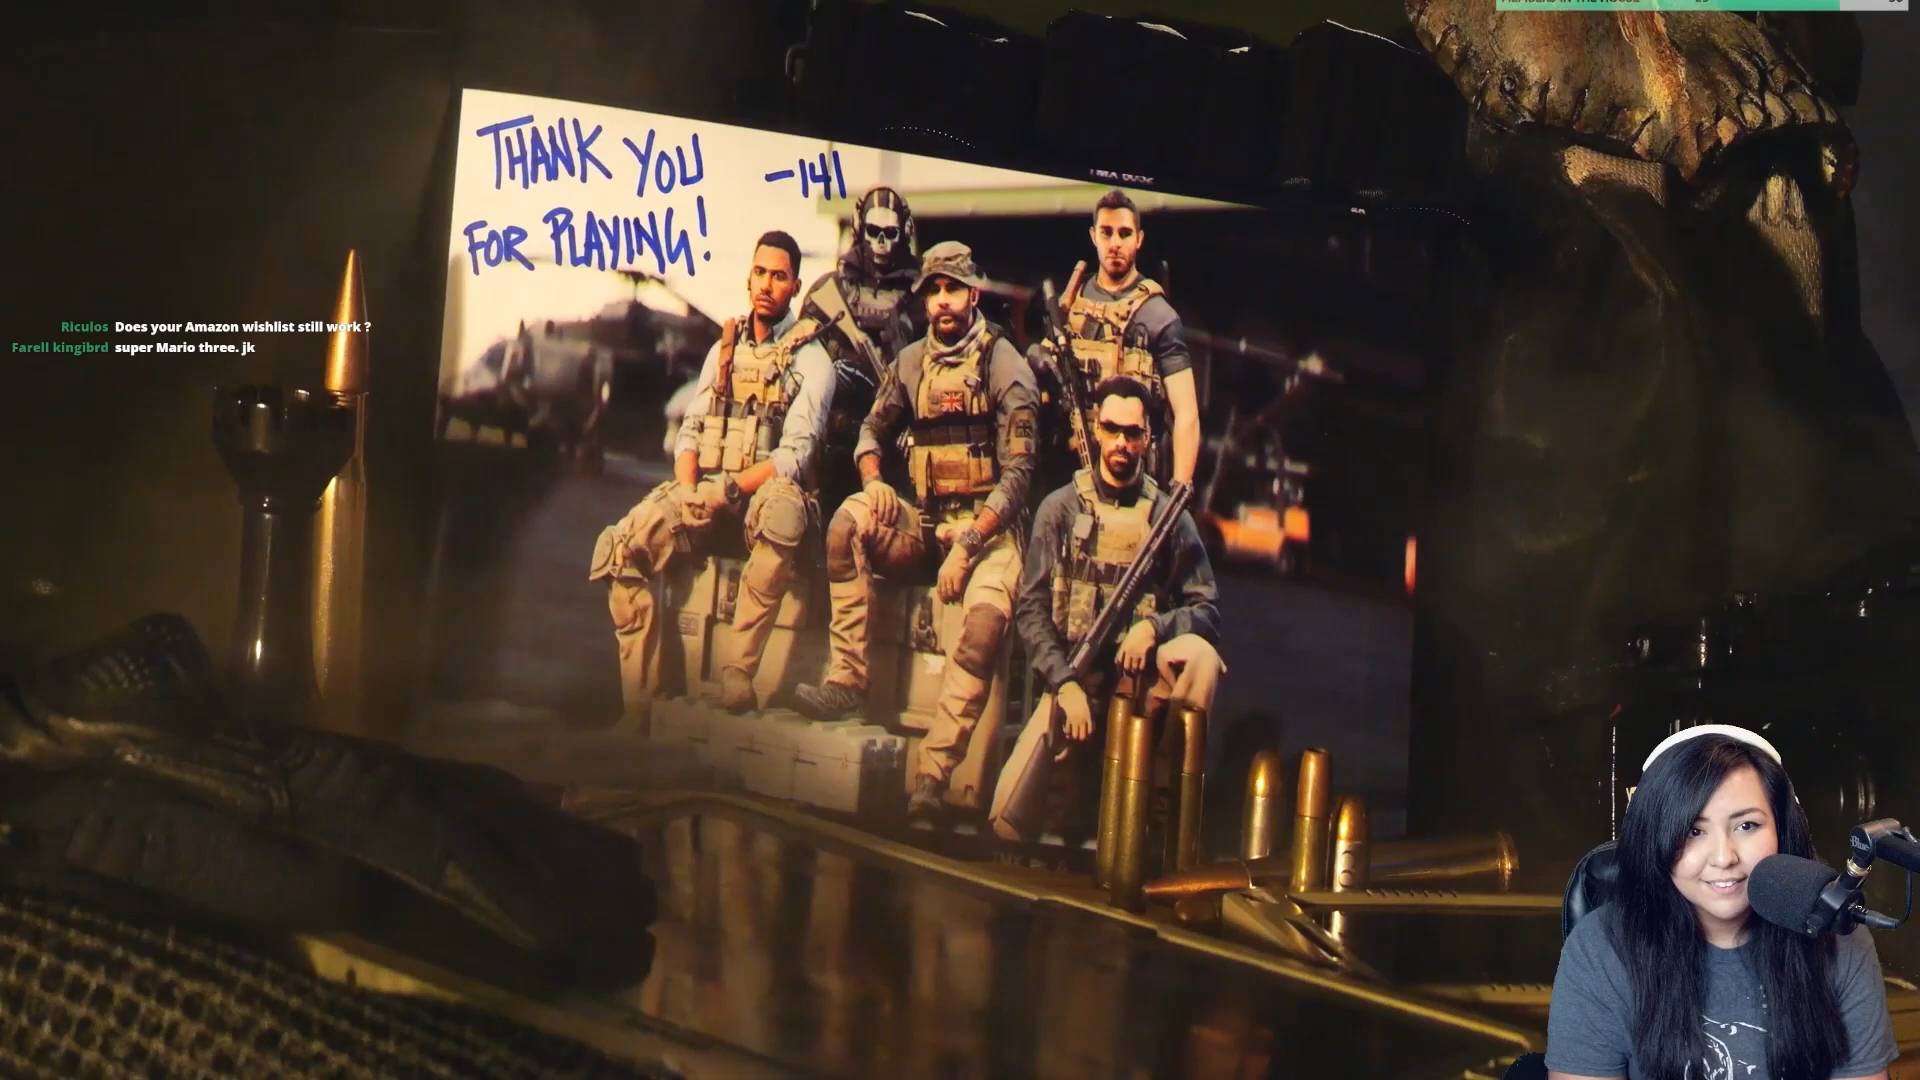 THANK YOU
FOR PLAYING!
-141
Riculos Does your Amazon wishlist still work ?
Farell kingibrd super Mario three. jk